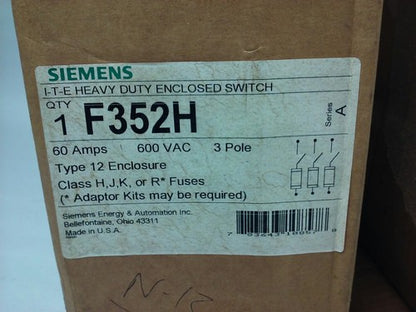 SIEMENS
I-T-E HEAVY DUTY ENCLOSED SWITCH
QTY
1 F352H
Series A
60 Amps 600 VAC 3 Pole
Type 12 Enclosure
Class H,J,K, or R* Fuses
(* Adaptor Kits may be required)
Siemens Energy & Automation Inc.
Bellefontaine, Ohio 43311
Made in U.S.A.
N-12